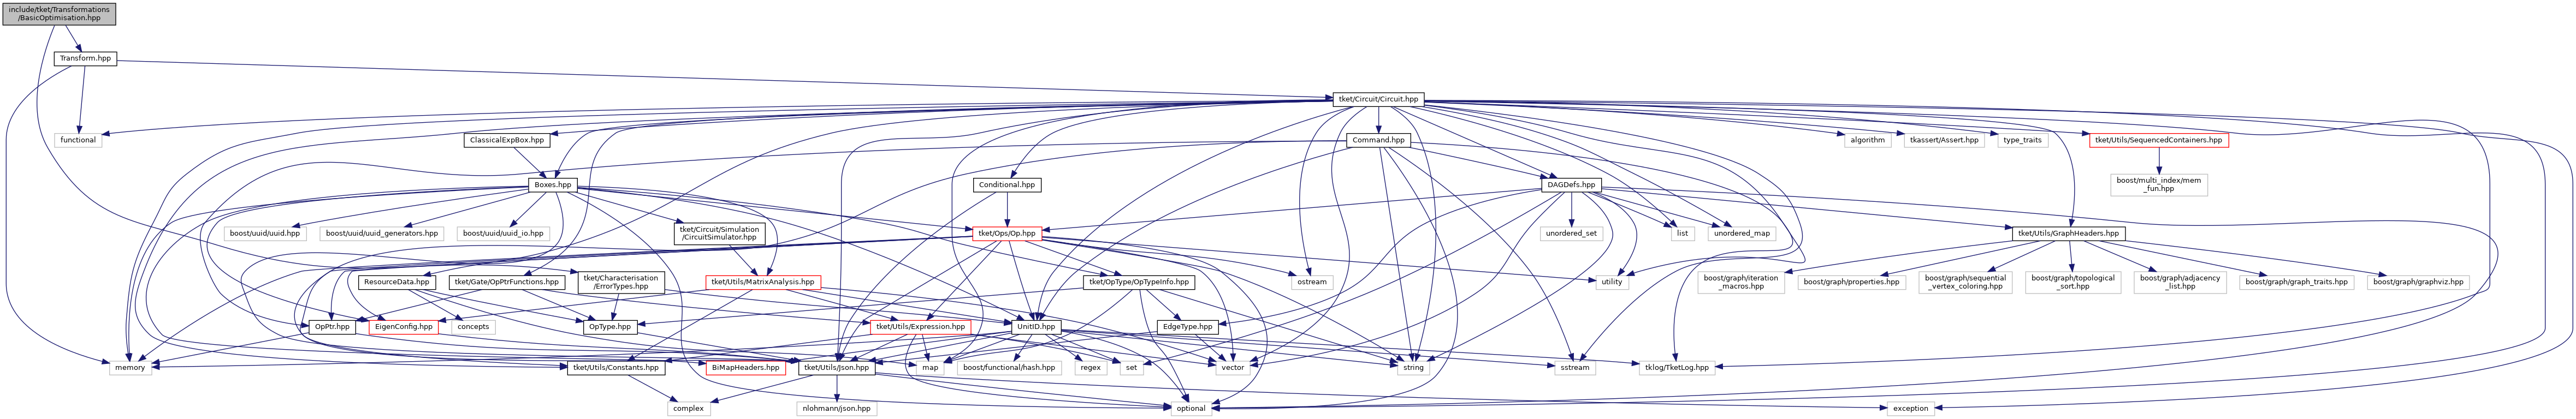 include/tket/Transformations
/BasicOptimisation.hpp
Transform.hpp
tket/Circuit/Circuit.hpp
functional
ClassicalExpBox.hpp
Command.hpp
algorithm
tkassert/Assert.hpp
type_traits
tket/Utils/SequencedContainers.hpp
Boxes.hpp
Conditional.hpp
DAGDefs.hpp
boost/multi_index/mem
_fun.hpp
boost/uuid/uuid.hpp
boost/uuid/uuid_generators.hpp
boost/uuid/uuid_io.hpp
tket/Circuit/Simulation
/CircuitSimulator.hpp
tket/Ops/Op.hpp
unordered_set
list
unordered_map
tket/Utils/GraphHeaders.hpp
ResourceData.hpp
tket/Gate/OpPtrFunctions.hpp
tket/Characterisation
/ErrorTypes.hpp
tket/Utils/MatrixAnalysis.hpp
tket/OpType/OpTypeInfo.hpp
ostream
utility
boost/graph/iteration
_macros.hpp
boost/graph/properties.hpp
boost/graph/sequential
_vertex_coloring.hpp
boost/graph/topological
_sort.hpp
boost/graph/adjacency
_list.hpp
boost/graph/graph_traits.hpp
boost/graph/graphviz.hpp
OpPtr.hpp
EigenConfig.hpp
concepts
OpType.hpp
tket/Utils/Expression.hpp
UnitID.hpp
EdgeType.hpp
memory
tket/Utils/Constants.hpp
BiMapHeaders.hpp
tket/Utils/Json.hpp
map
boost/functional/hash.hpp
regex
set
vector
string
sstream
tklog/TketLog.hpp
complex
nlohmann/json.hpp
optional
exception